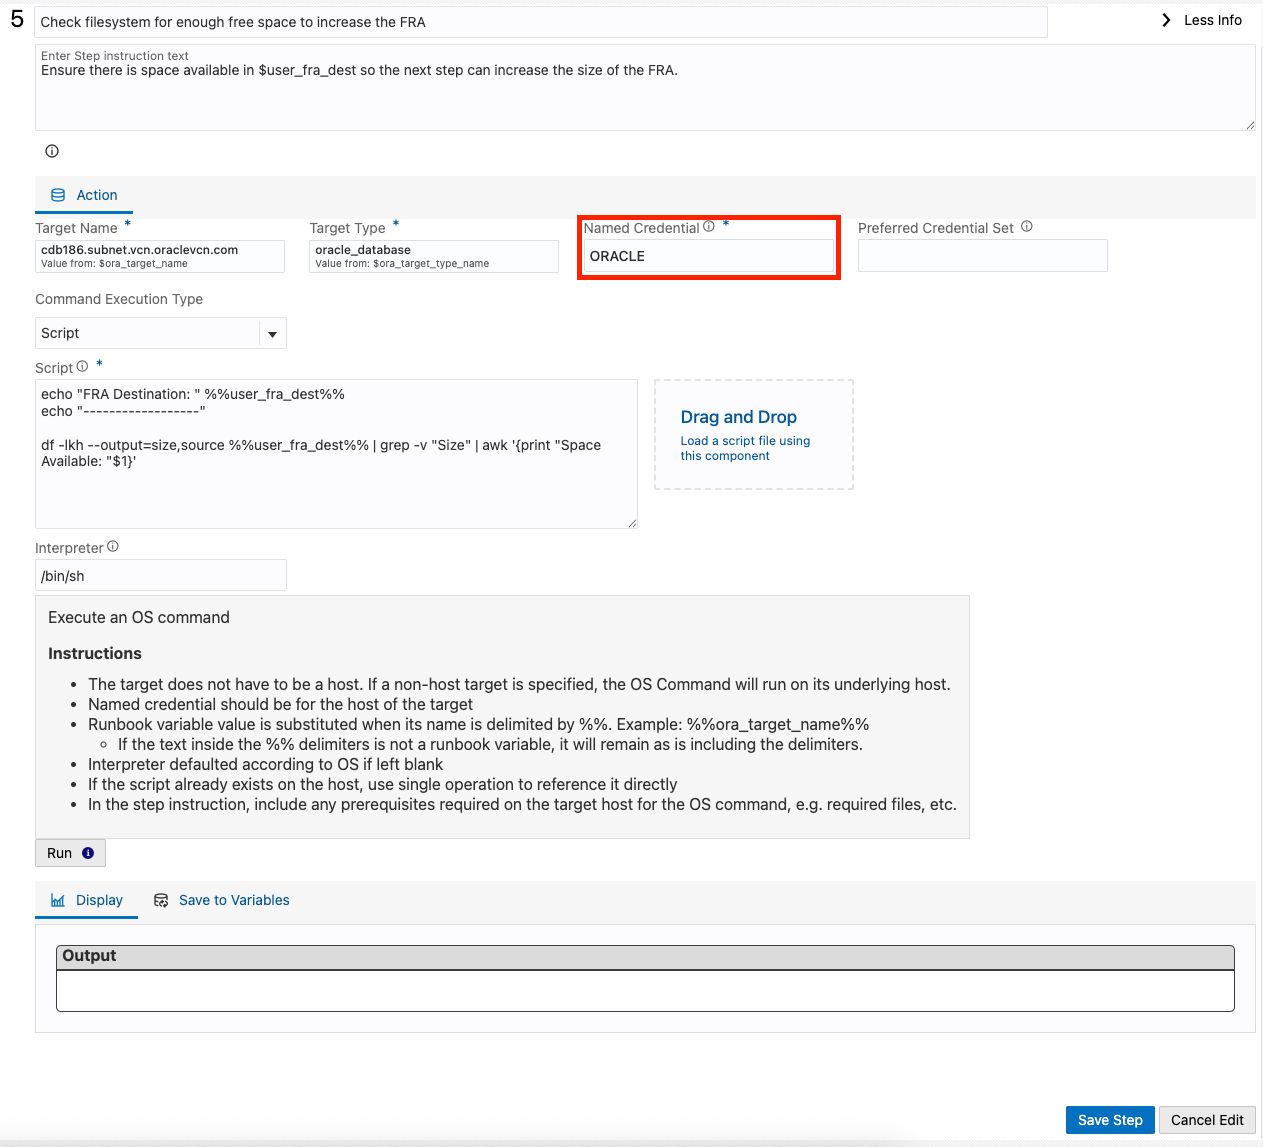 5
Check filesystem for enough free space to increase the FRA
Less Info
Enter Step instruction text
Ensure there is space available in $user_fra_dest so the next step can increase the size of the FRA.
Action
Target Name *
Target Type *
Named Credential *
Preferred Credential Set
cdb186.subnet.vcn.oraclevcn.com
Value from: $ora_target_name
oracle_database
Value from: $ora_target_type_name
ORACLE
Command Execution Type
Script
Script *
echo "FRA Destination: " %%user_fra_dest%%
echo "------------------"
df -lkh --output=size,source %%user_fra_dest%% | grep -v "Size" | awk '{print "Space
Available: "$1}'
Drag and Drop
Load a script file using
this component
Interpreter
/bin/sh
Execute an OS command
Instructions
• The target does not have to be a host. If a non-host target is specified, the OS Command will run on its underlying host.
• Named credential should be for the host of the target
• Runbook variable value is substituted when its name is delimited by %%. Example: %%ora_target_name%%
◦ If the text inside the %% delimiters is not a runbook variable, it will remain as is including the delimiters.
• Interpreter defaulted according to OS if left blank
• If the script already exists on the host, use single operation to reference it directly
• In the step instruction, include any prerequisites required on the target host for the OS command, e.g. required files, etc.
Run
Display
Save to Variables
Output
Save Step
Cancel Edit